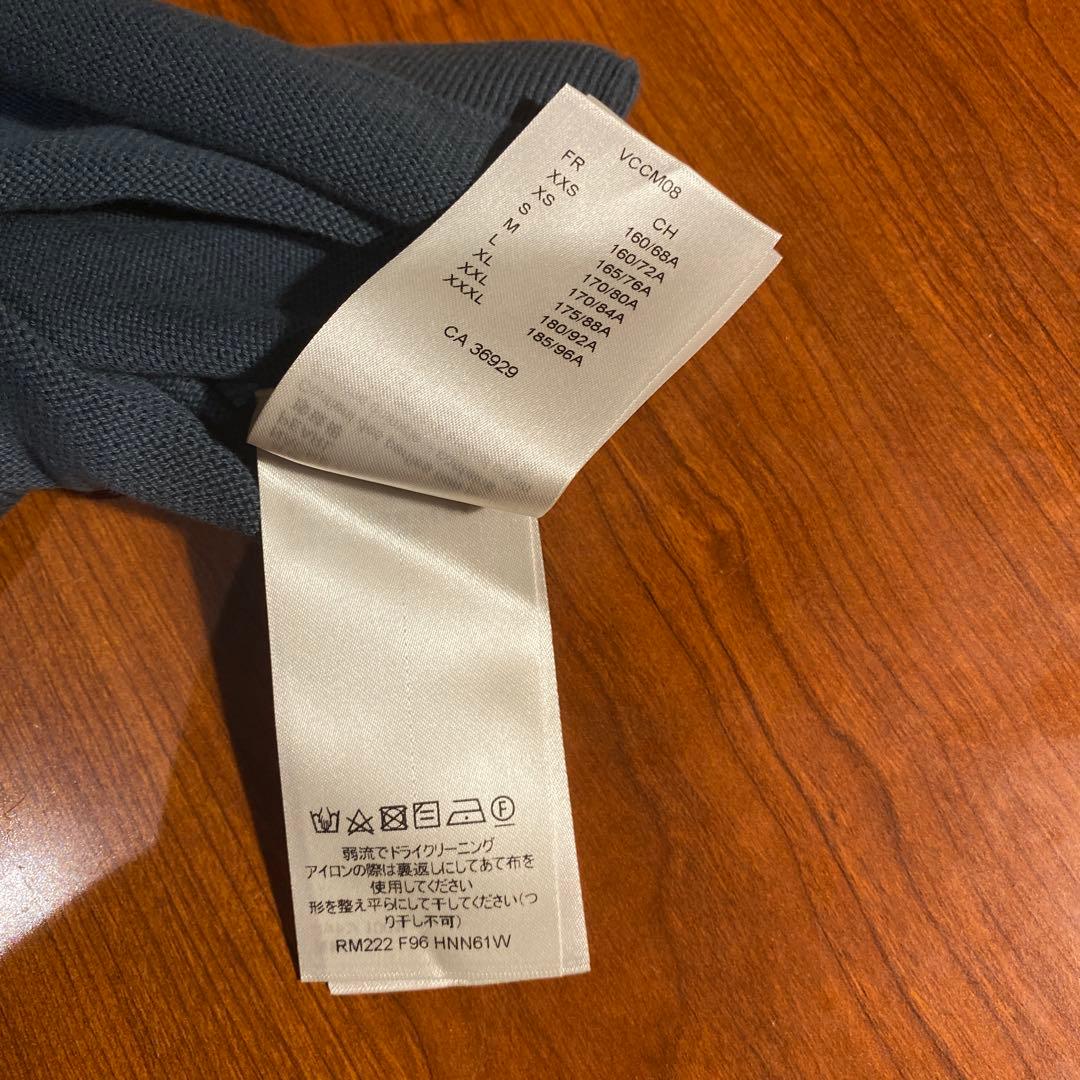 VCCM08
FR CH
XXS 160/68A
XS 160/72A
S 165/76A
M 170/80A
L 170/84A
XL 175/88A
XXL 180/92A
XXXL 185/96A
CA 36929
F
弱流でドライクリーニング
アイロンの際は裏返しにしてあて布を
使用してください
形を整え平らにして干してください(つ
り干し不可)
RM222 F96 HNN61W